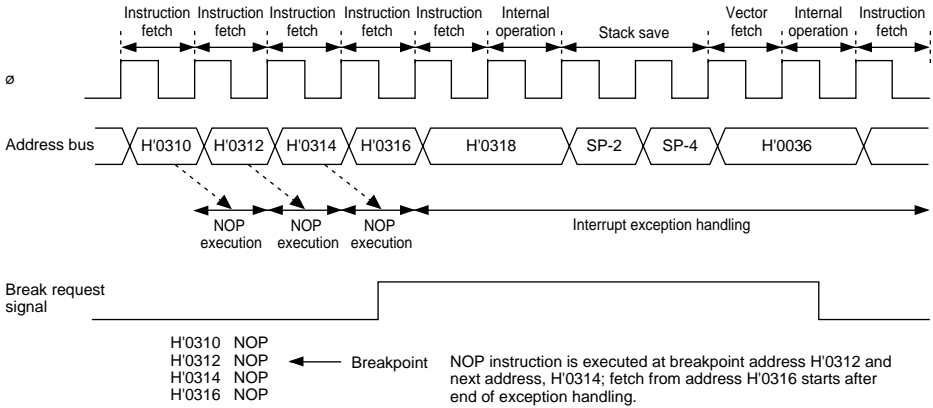 Instruction fetch
Instruction fetch
Instruction fetch
Instruction fetch
Instruction fetch
Internal operation
Stack save
Vector fetch
Internal operation
Instruction fetch
ø
Address bus
H'0310
H'0312
H'0314
H'0316
H'0318
SP-2
SP-4
H'0036
NOP execution
NOP execution
NOP execution
Interrupt exception handling
Break request signal
H'0310 NOP
H'0312 NOP
H'0314 NOP
H'0316 NOP
Breakpoint
NOP instruction is executed at breakpoint address H'0312 and
next address, H'0314; fetch from address H'0316 starts after
end of exception handling.